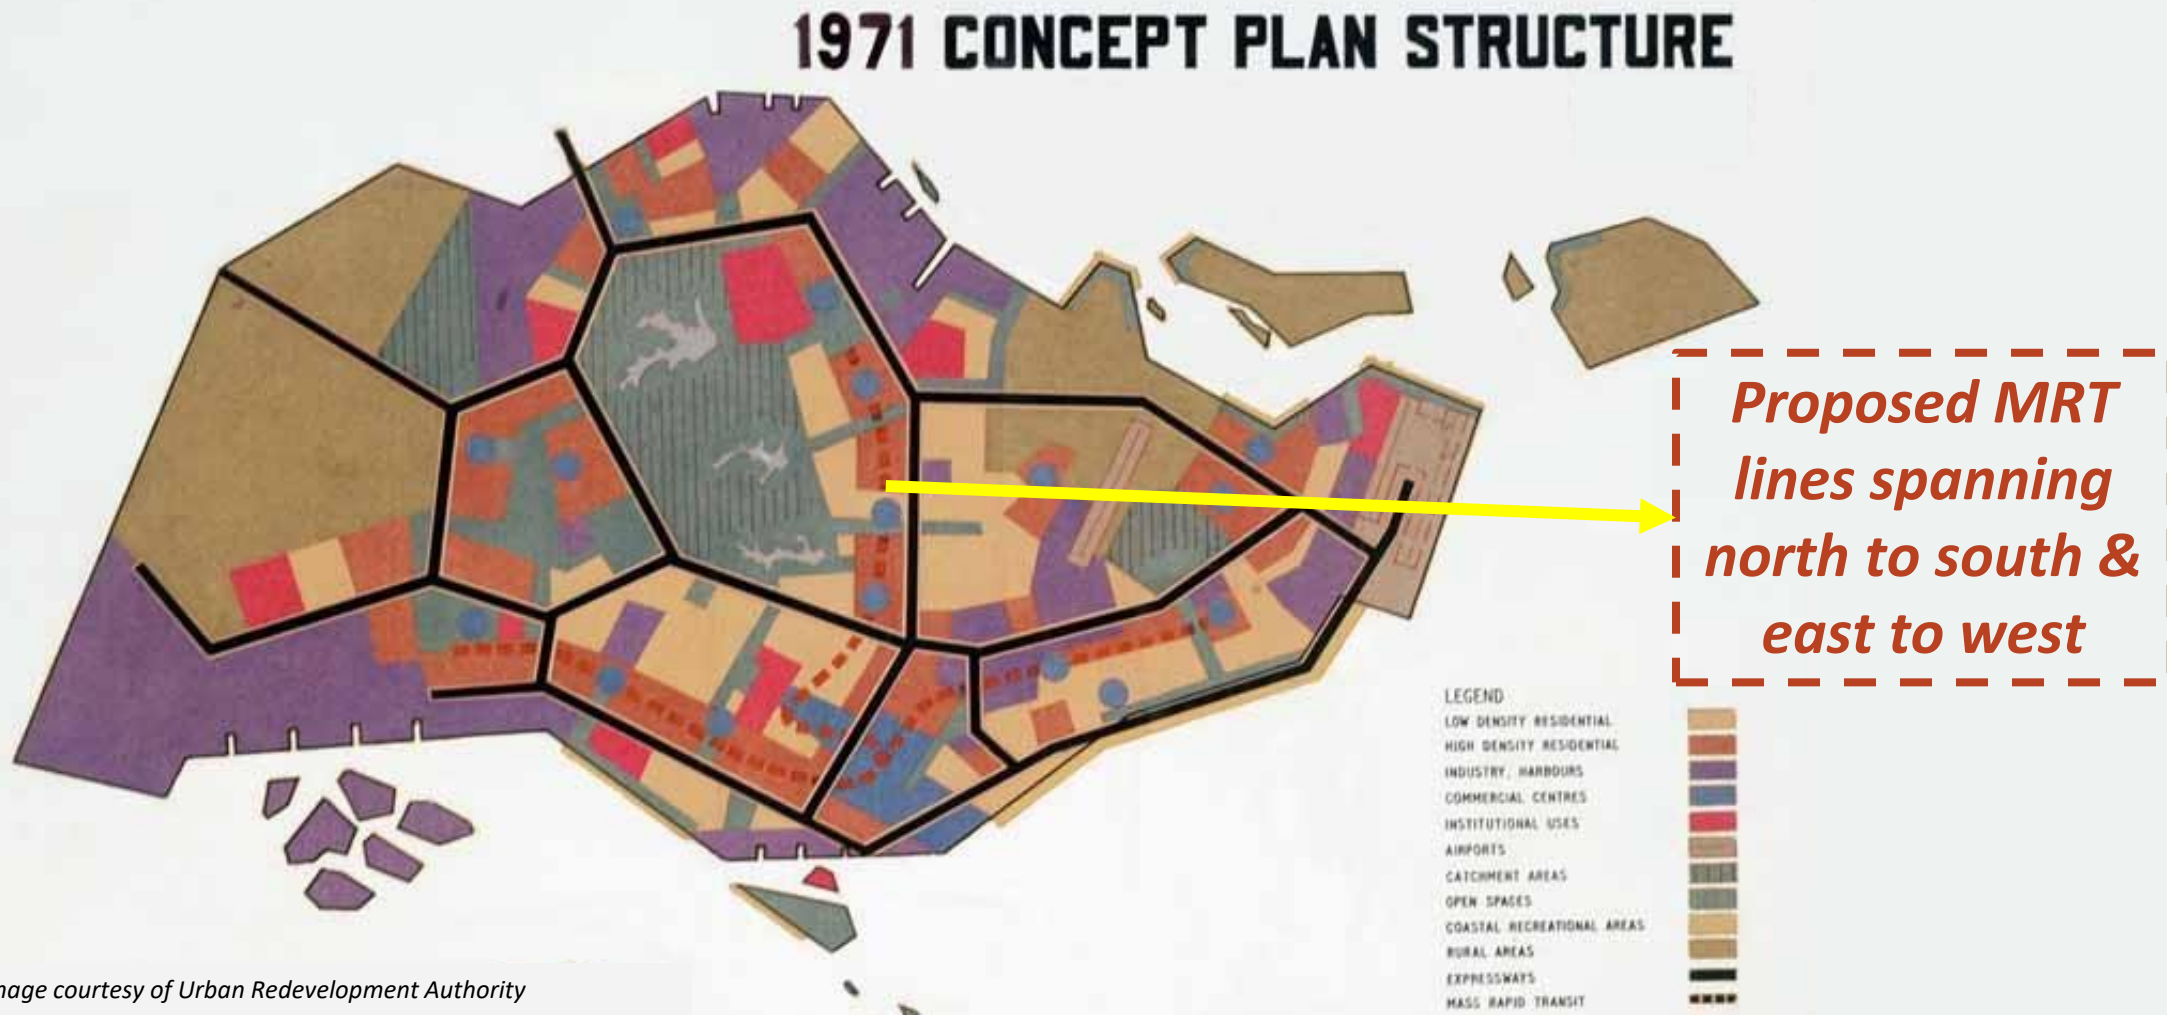 1971 CONCEPT PLAN STRUCTURE
Proposed MRT
lines spanning
north to south &
east to west
LEGEND
LOW DENSITY RESIDENTIAL
HIGH DENSITY RESIDENTIAL
INDUSTRY, HARBOURS
COMMERCIAL CENTRES
INSTITUTIONAL USES
AIRPORTS
CATCHMENT AREAS
OPEN SPACES
COASTAL RECREATIONAL AREAS
RURAL AREAS
EXPRESSWAYS
MASS RAPID TRANSIT
mage courtesy of Urban Redevelopment Authority